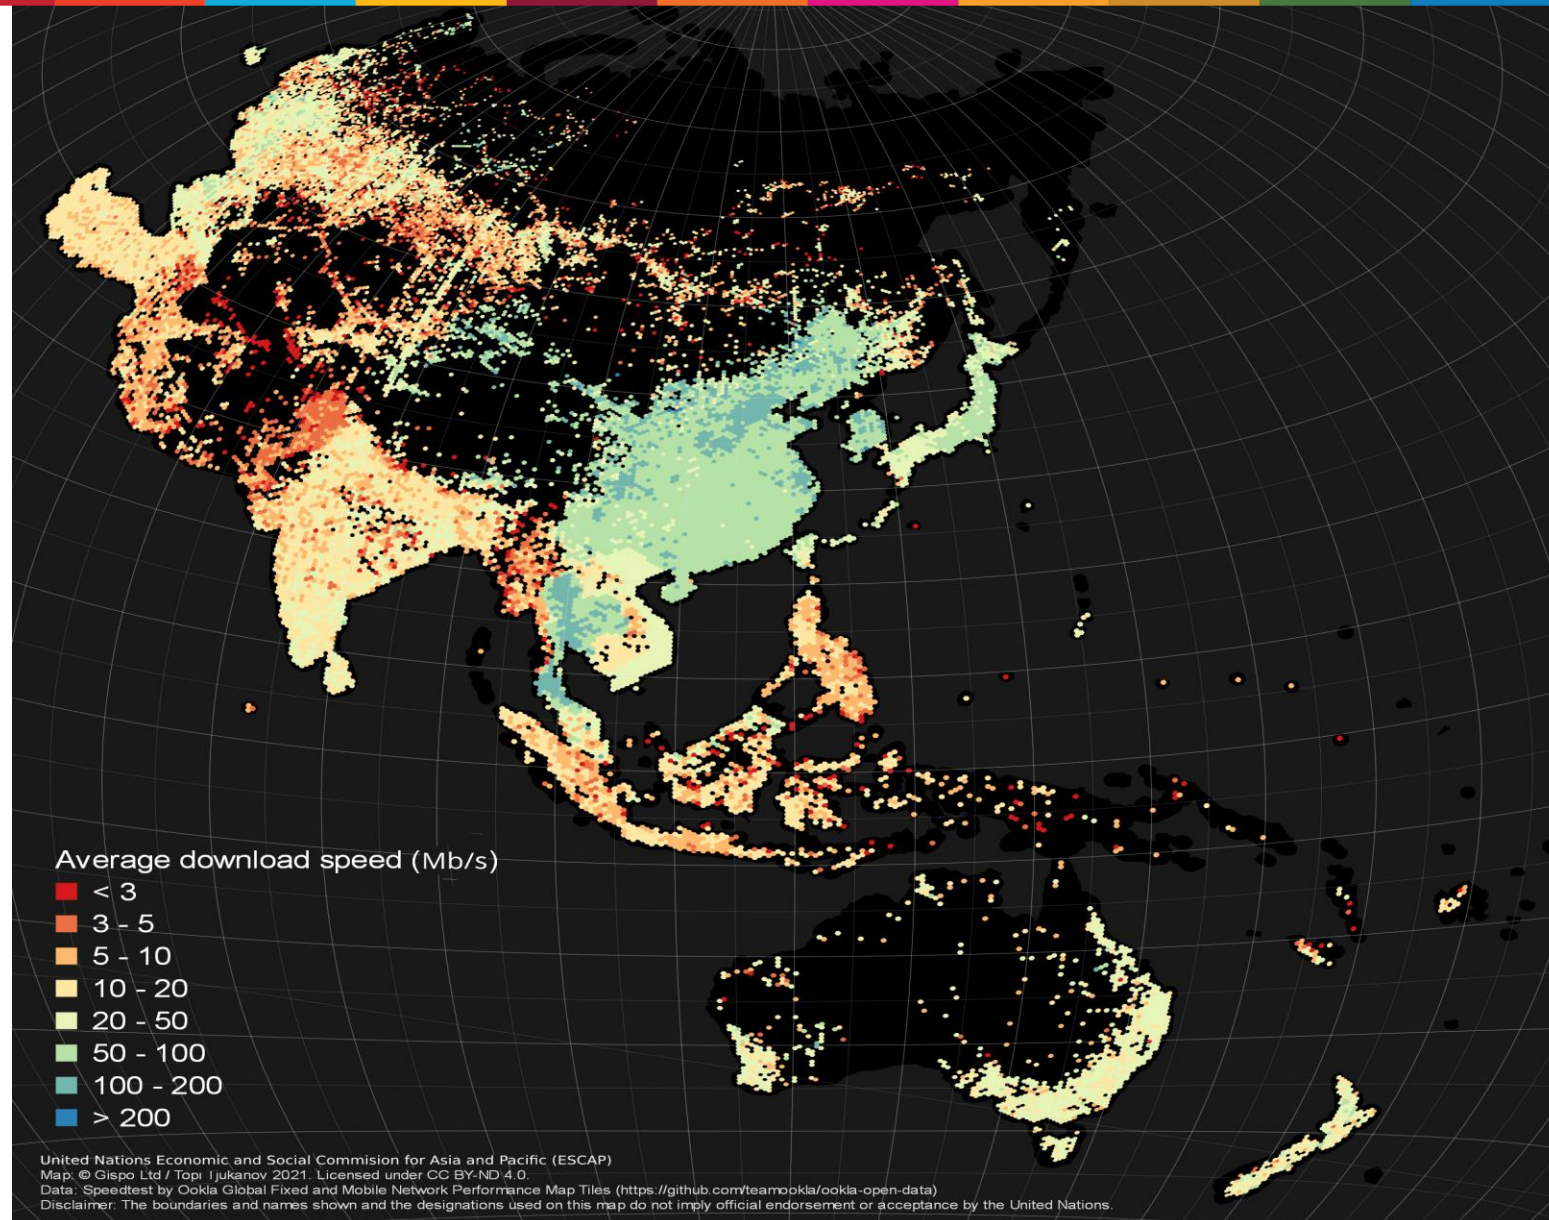 Average download speed (Mb/s)
< 3
3 - 5
5 - 10
10 - 20
20 - 50
50 - 100
100 - 200
> 200
United Nations Economic and Social Commision for Asia and Pacific (ESCAP)
Map: © Gispo Ltd / Topi Tjukanov 2021. Licensed under CC BY-ND 4.0.
Data: Speedtest by Ookla Global Fixed and Mobile Network Performance Map Tiles (https://github.com/teamookla/ookla-open-data)
Disclaimer: The boundaries and names shown and the designations used on this map do not imply official endorsement or acceptance by the United Nations.